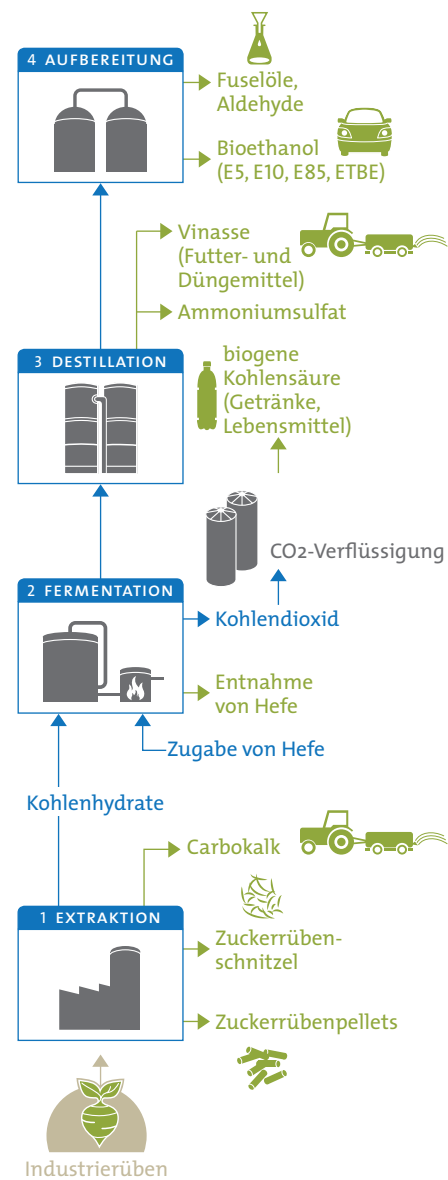 4 AUFBEREITUNG
Fuselöle,
Aldehyde
Bioethanol
(E5, E10, E85, ETBE)
Vinasse
(Futter- und
Düngemittel)
Ammoniumsulfat
3 DESTILLATION
biogene
Kohlensäure
(Getränke,
Lebensmittel)
CO2-Verflüssigung
2 FERMENTATION
Kohlendioxid
Entnahme
von Hefe
Zugabe von Hefe
Kohlenhydrate
Carbokalk
1 EXTRAKTION
Zuckerrüben-
schnitzel
Zuckerrübenpellets
Industrierüben